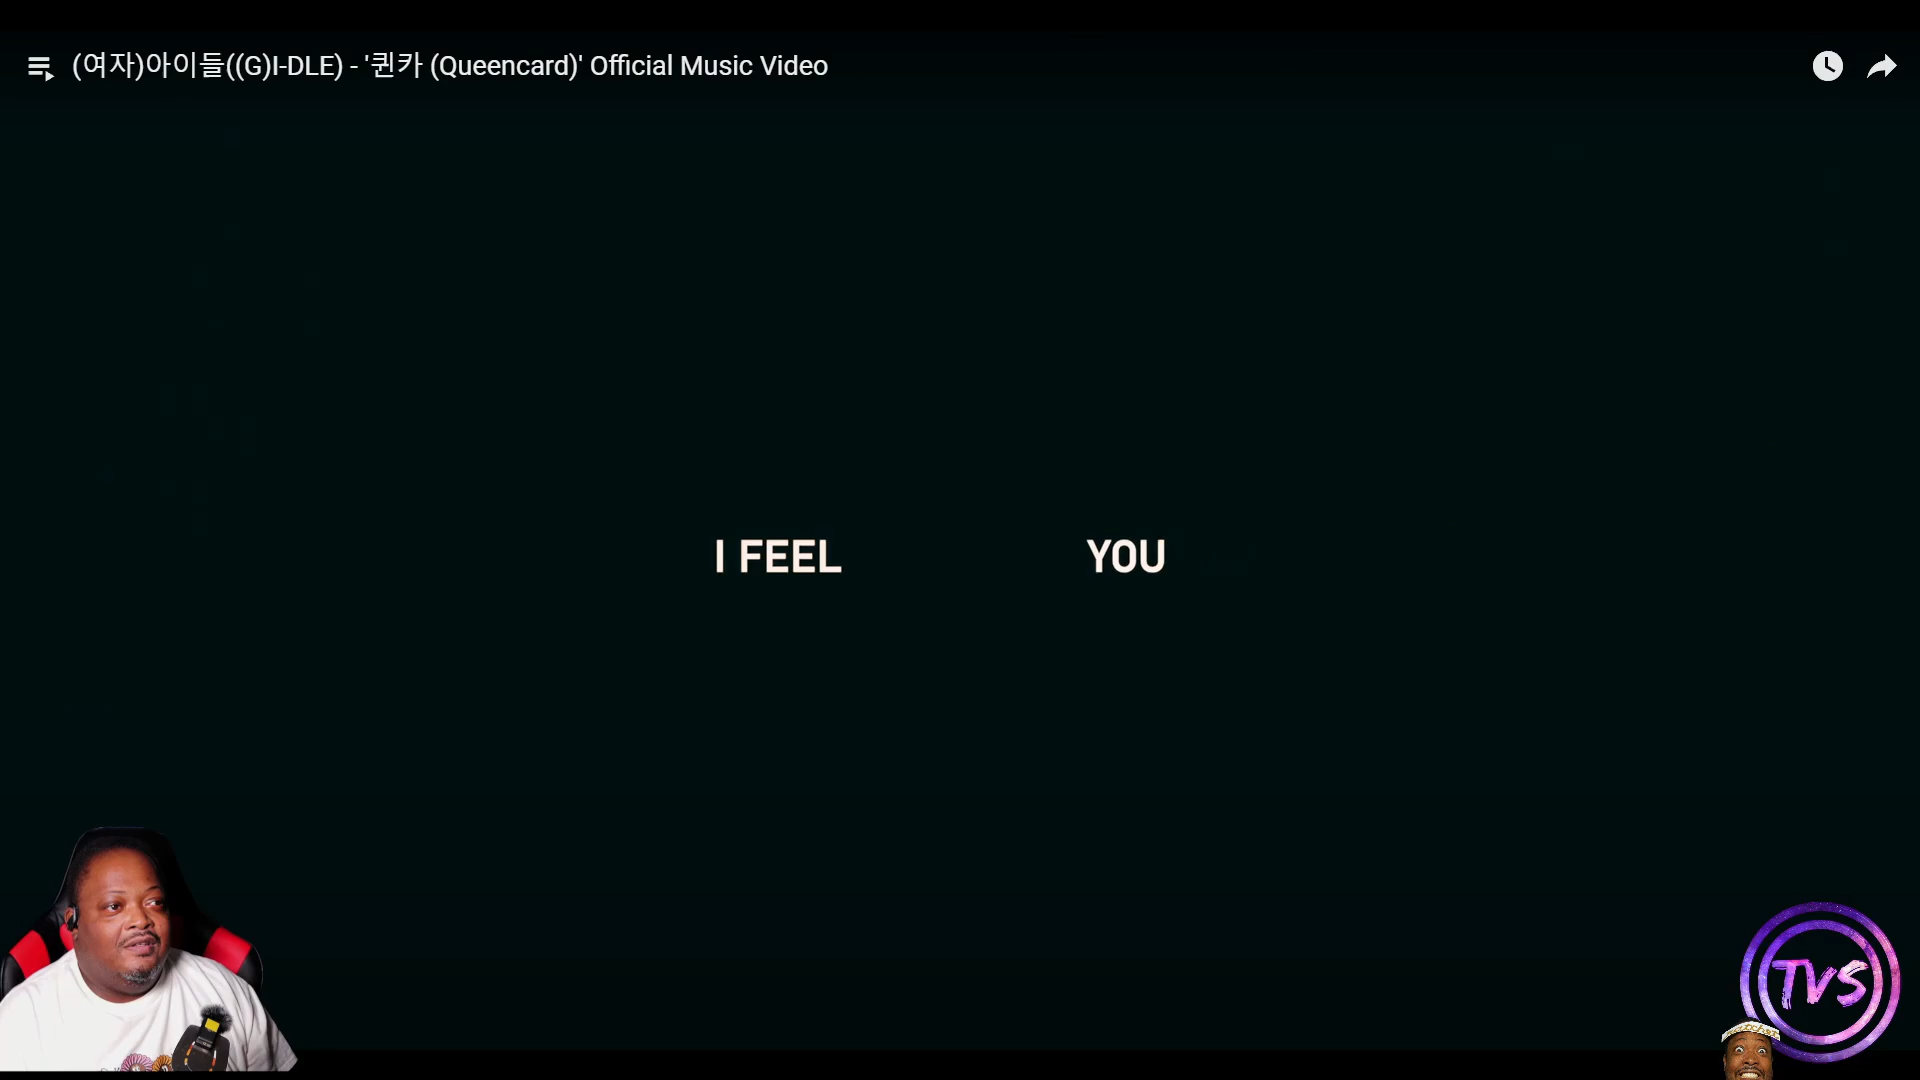 (여자)아이들((G)I-DLE) - '퀸카 (Queencard)' Official Music Video
I FEEL YOU
TVS